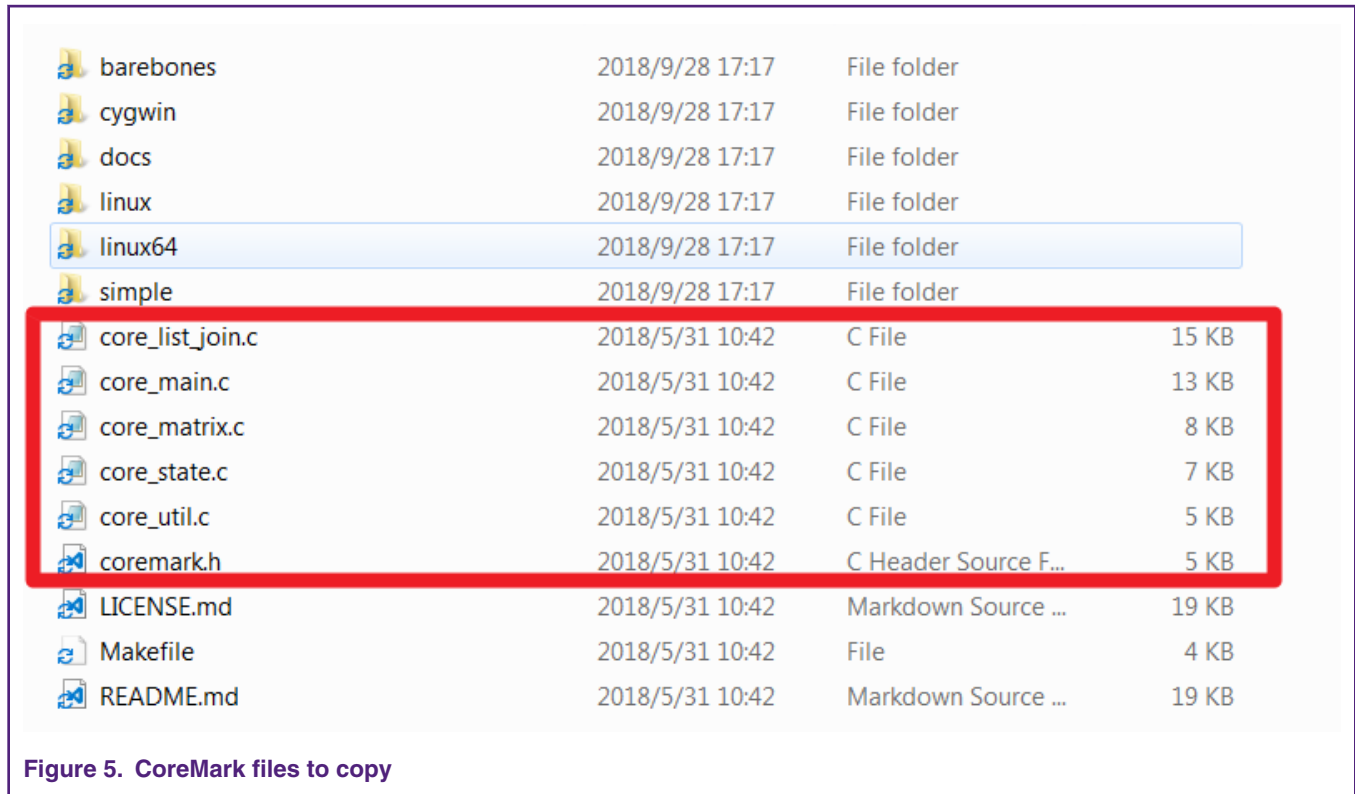 barebones 2018/9/28 17:17 File folder
cygwin 2018/9/28 17:17 File folder
docs 2018/9/28 17:17 File folder
linux 2018/9/28 17:17 File folder
linux64 2018/9/28 17:17 File folder
simple 2018/9/28 17:17 File folder
core_list_join.c 2018/5/31 10:42 C File 15 KB
core_main.c 2018/5/31 10:42 C File 13 KB
core_matrix.c 2018/5/31 10:42 C File 8 KB
core_state.c 2018/5/31 10:42 C File 7 KB
core_util.c 2018/5/31 10:42 C File 5 KB
coremark.h 2018/5/31 10:42 C Header Source F... 5 KB
LICENSE.md 2018/5/31 10:42 Markdown Source ... 19 KB
Makefile 2018/5/31 10:42 File 4 KB
README.md 2018/5/31 10:42 Markdown Source ... 19 KB
Figure 5. CoreMark files to copy